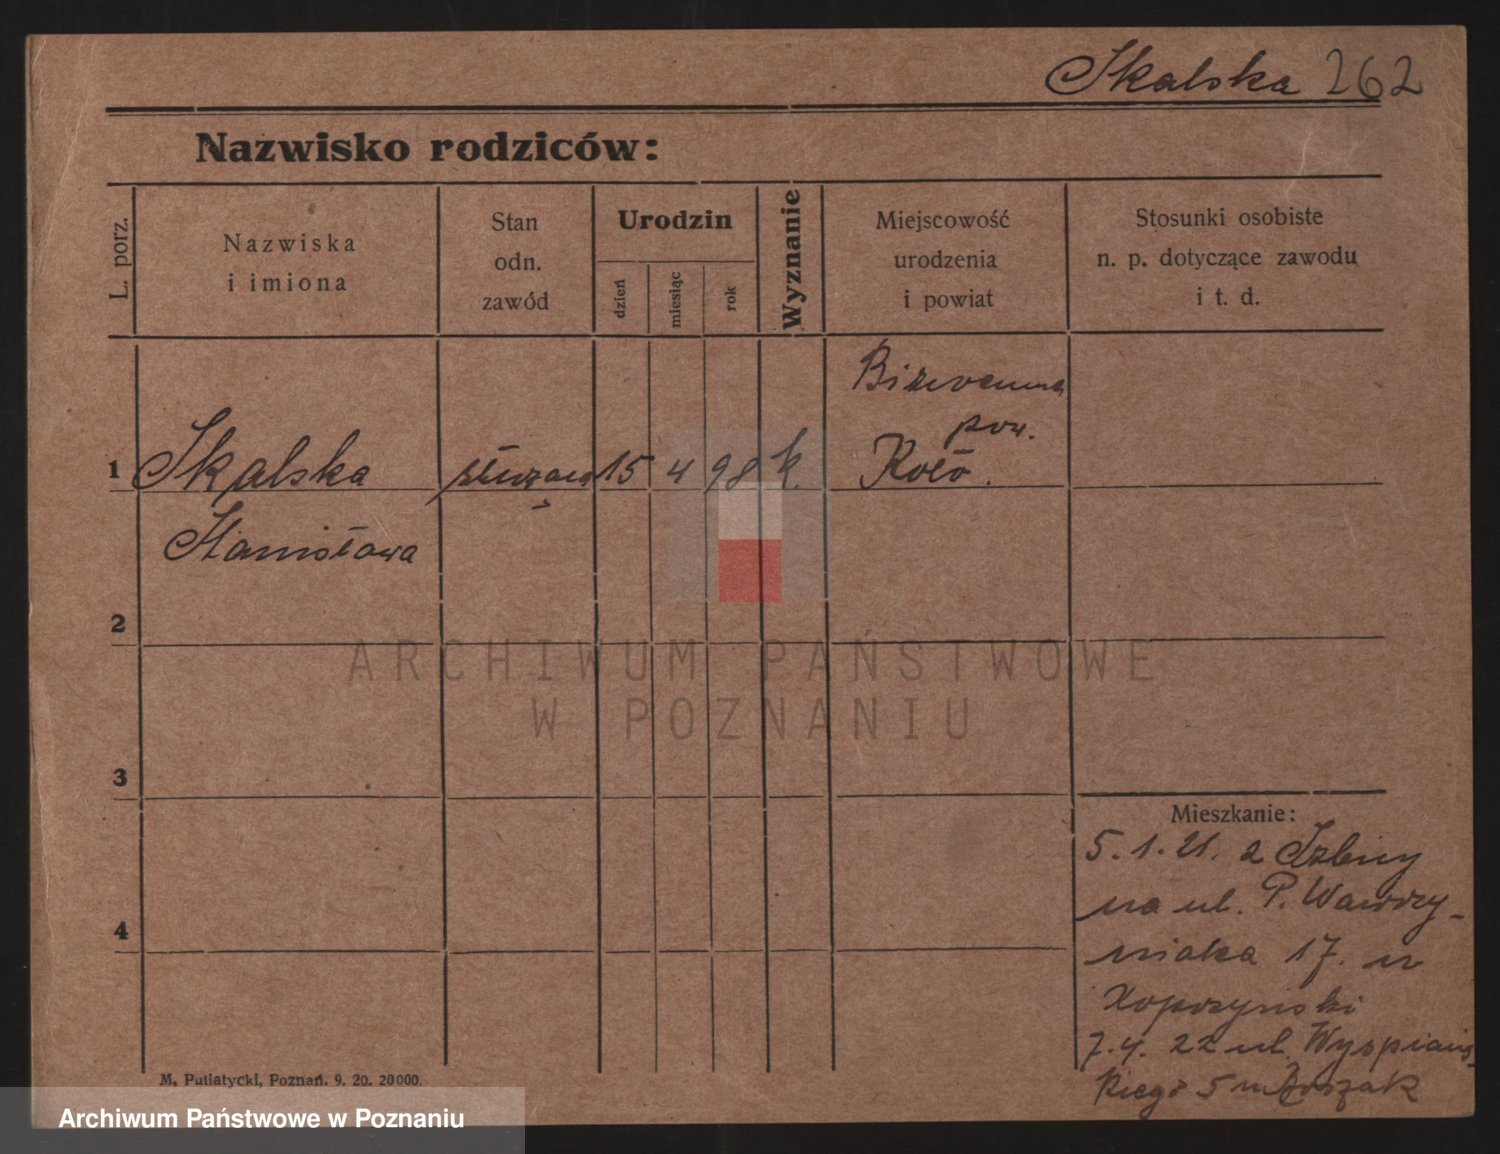 Skalska 262
Nazwisko rodziców:
L. porz.
Nazwiska
i imiona
Stan
odn.
zawód
Urodzin
dzień
miesiąc
rok
Wyznanie
Miejscowość
urodzenia
i powiat
Stosunki osobiste
n. p. dotyczące zawodu
i t. d.
pow.
1 Skalska służąca 15 4 98 k. Koło.
Stanisława
2
3
4
Mieszkanie:
5.1.21. z Izbicy
na ul. P. Wawrzy-
niaka 17. u
7.4.22 ul. Wyspiańs
kiego 5
M. Putiatycki, Poznań. 9. 20. 20000.
ARCHIWUM PAŃSTWOWE
W POZNANIU
Archiwum Państwowe w Poznaniu